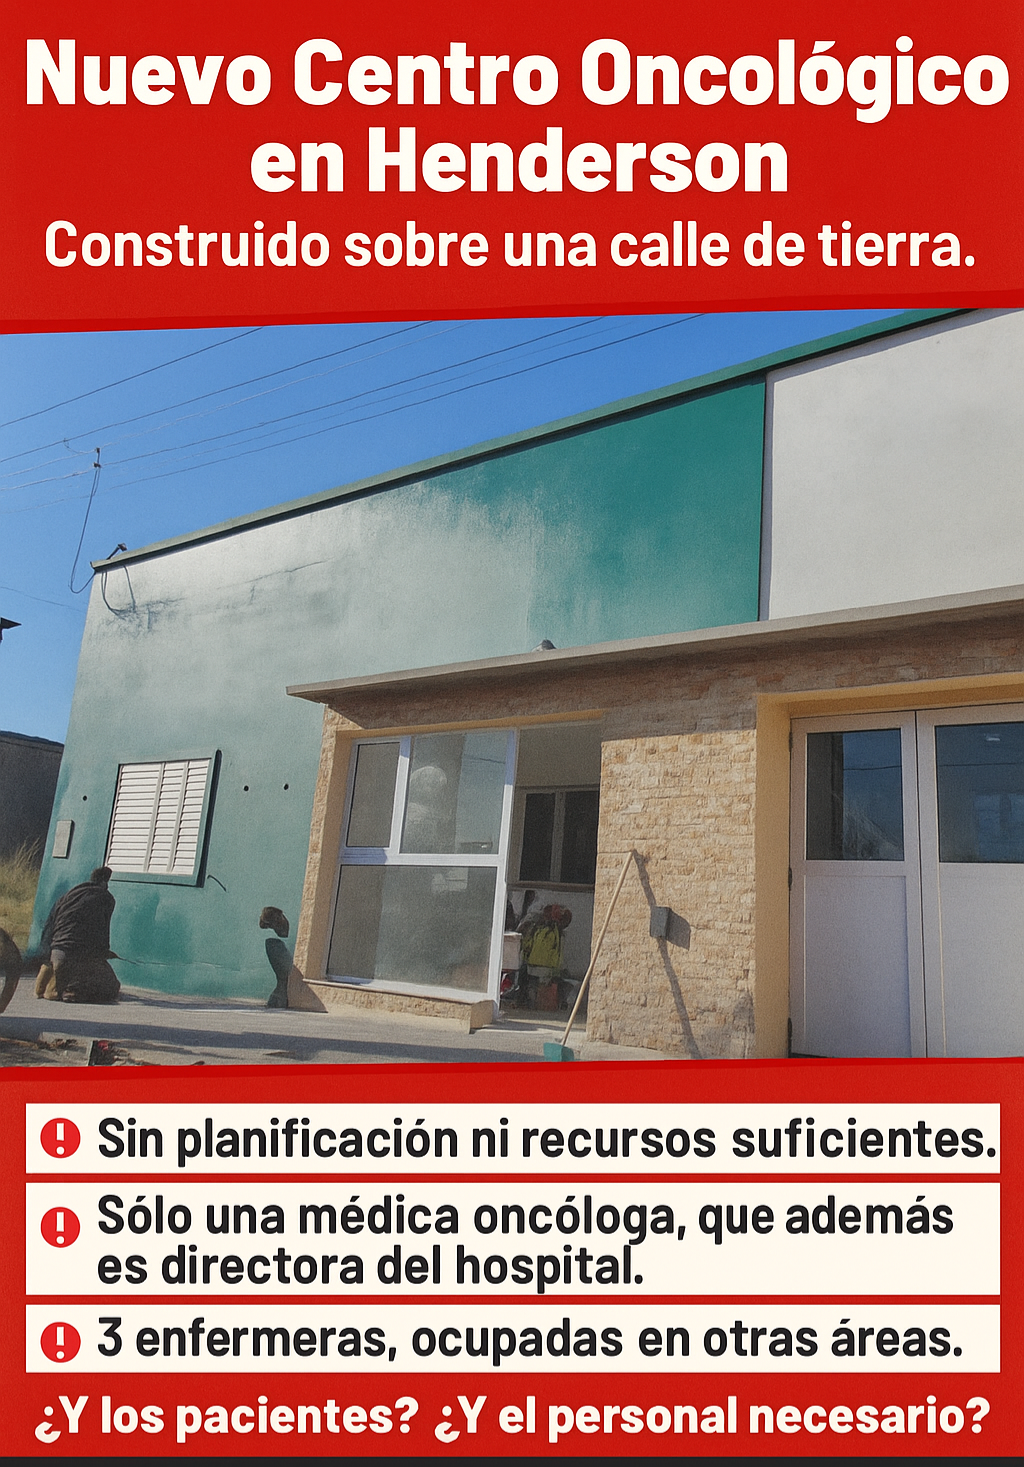 Nuevo Centro Oncológico
en Henderson
Construido sobre una calle de tierra.
Sin planificación ni recursos suficientes.
Sólo una médica oncóloga, que además
es directora del hospital.
3 enfermeras, ocupadas en otras áreas.
¿Y los pacientes? ¿Y el personal necesario?